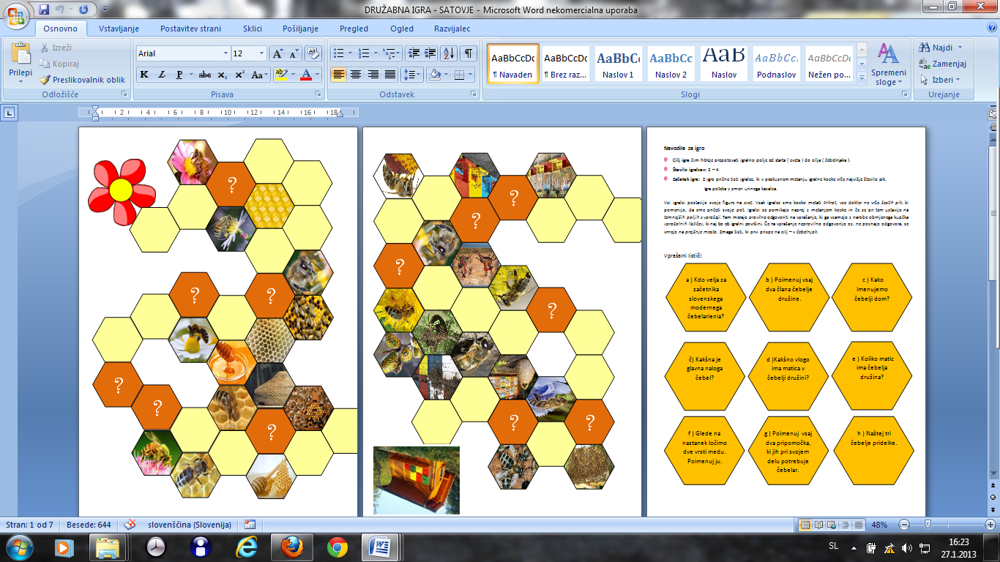 DRUŽABNA IGRA - SATOVJE - Microsoft Word nekomercialna uporaba
Osnovno Vstavljanje Postavitev strani Sklici Pošiljanje Pregled Ogled Razvijalec
Prilepi
Izreži
Kopiraj
Preslikovalnik oblik
Odložišče
Arial 12
K L P abc x₂ x² Aa
Pisava
Odstavek
AaBbCcDc AaBbCcDc AaBbCc AaBbCc AaB AaBbCc. AaBbCcDc
¶ Navaden ¶ Brez raz... Naslov 1 Naslov 2 Naslov Podnaslov Nežen po...
Slogi
Spremeni
sloge
Najdi
Zamenjaj
Izberi
Urejanje
2 4 6 8 10 12 14 16 18
?
?
?
?
?
?
?
?
?
?
?
?
Navodila za igro
Cilj igre čim hitreje prepotovati igralno polje od starta ( cveta ) do cilja ( čebelnjaka ).
Število igralcev: 2 – 4
Začetek igre: Z igro prične tisti igralec, ki v poskusnem metanju igralne kocke vrže najvišje število pik.
Igra poteka v smeri urinega kazalca.
Vsi igralci postavijo svoje figure na cvet. Vsak igralec sme kocko metati trikrat, vse dokler ne vrže šestih pik, ki
pomenijo, da sme pričeti svojo pot. Igralci se pomikajo naprej s metanjem kocke in če se pri tem ustavijo na
temnejših poljih z vprašaji. Tam morajo pravilno odgovoriti na vprašanje, ki ga vzamejo z narobe obrnjenega kupčka
vprašalnih lističev, ki naj bo ob igralni površini. Če na vprašanje nepravilno odgovorijo oz. ne poznajo odgovora, se
vrnejo na prejšnje mesto. Zmaga tisti, ki prvi prispe na cilj – v čebelnjak.
Vprašalni listići:
a ) Kdo velja za
začetnika
slovenskega
modernega
čebelarjenja?
b ) Poimenuj vsaj
dva člana čebelje
družine.
c ) Kako
imenujemo
čebelji dom?
č) Kakšna je
glavna naloga
čebel?
d )Kakšno vlogo
ima matica v
čebelji družini?
e ) Koliko matic
ima čebelja
družina?
f ) Glede na
nastanek ločimo
dve vrsti medu.
Poimenuj ju.
g ) Poimenuj vsaj
dva pripomočka,
ki jih pri svojem
delu potrebuje
čebelar.
h ) Naštej tri
čebelje pridelke.
Stran: 1 od 7 Besede: 644 slovenščina (Slovenija) 48%
SL 16:23
27.1.2013